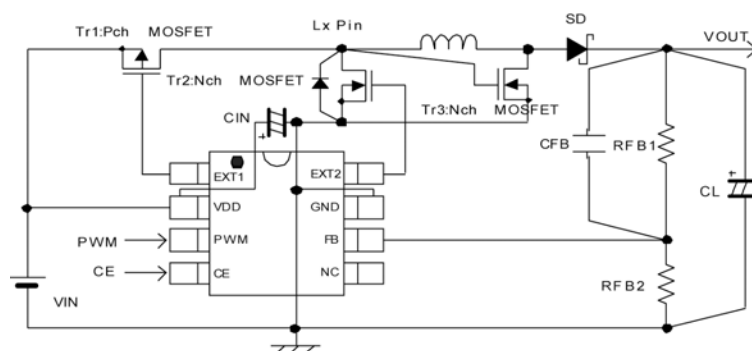 Tr1:Pch MOSFET
Lx Pin
SD
VOUT
Tr2:Nch
MOSFET
Tr3:Nch MOSFET
CIN
+
CFB
RFB1
CL
+
EXT1
EXT2
VDD
GND
PWM
PWM
FB
CE
CE
NC
VIN
RFB2